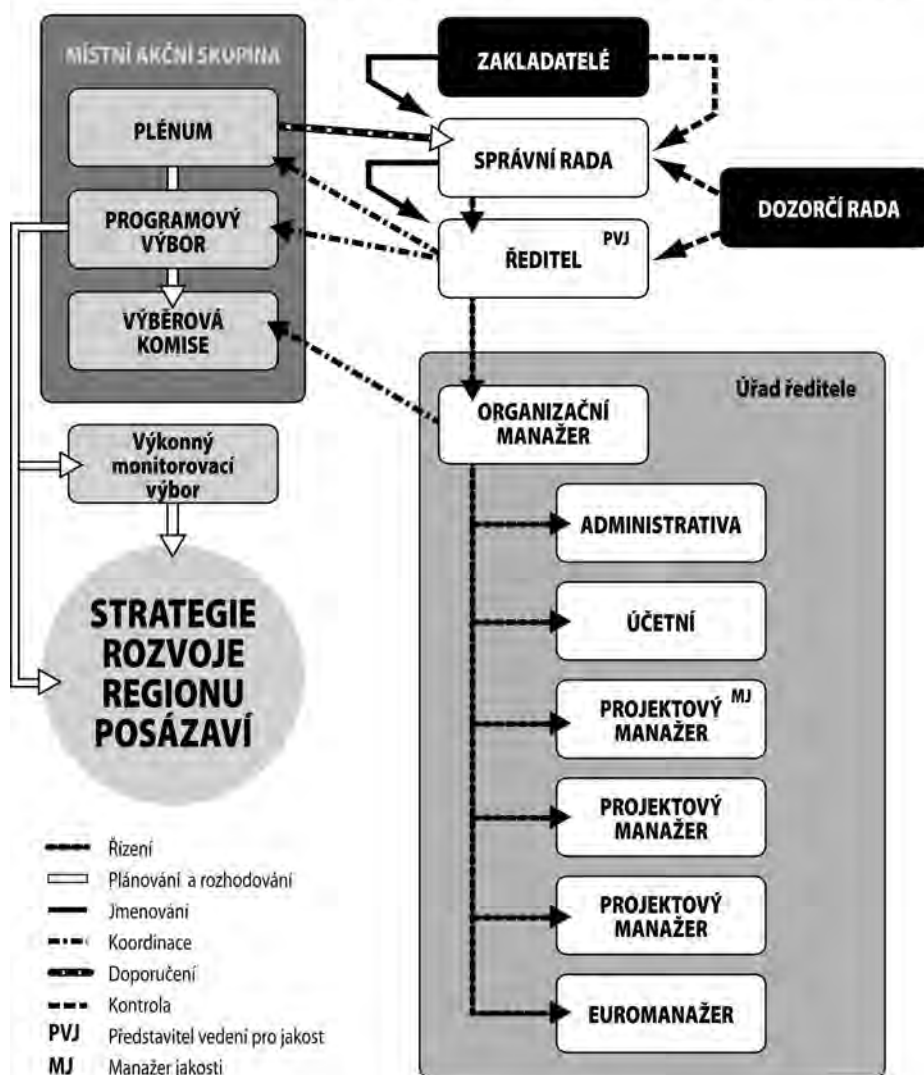 MÍSTNÍ AKČNÍ SKUPINA
PLÉNUM
PROGRAMOVÝ
VÝBOR
VÝBĚROVÁ
KOMISE
Výkonný
monitorovací
výbor
STRATEGIE
ROZVOJE
REGIONU
POSÁZAVÍ
ZAKLADATELÉ
SPRÁVNÍ RADA
DOZORČÍ RADA
ŘEDITEL PVJ
Úřad ředitele
ORGANIZAČNÍ
MANAŽER
ADMINISTRATIVA
ÚČETNÍ
PROJEKTOVÝ MJ
MANAŽER
PROJEKTOVÝ
MANAŽER
PROJEKTOVÝ
MANAŽER
EUROMANAŽER
Řízení
Plánování a rozhodování
Jmenování
Koordinace
Doporučení
Kontrola
PVJ Představitel vedení pro jakost
MJ Manažer jakosti